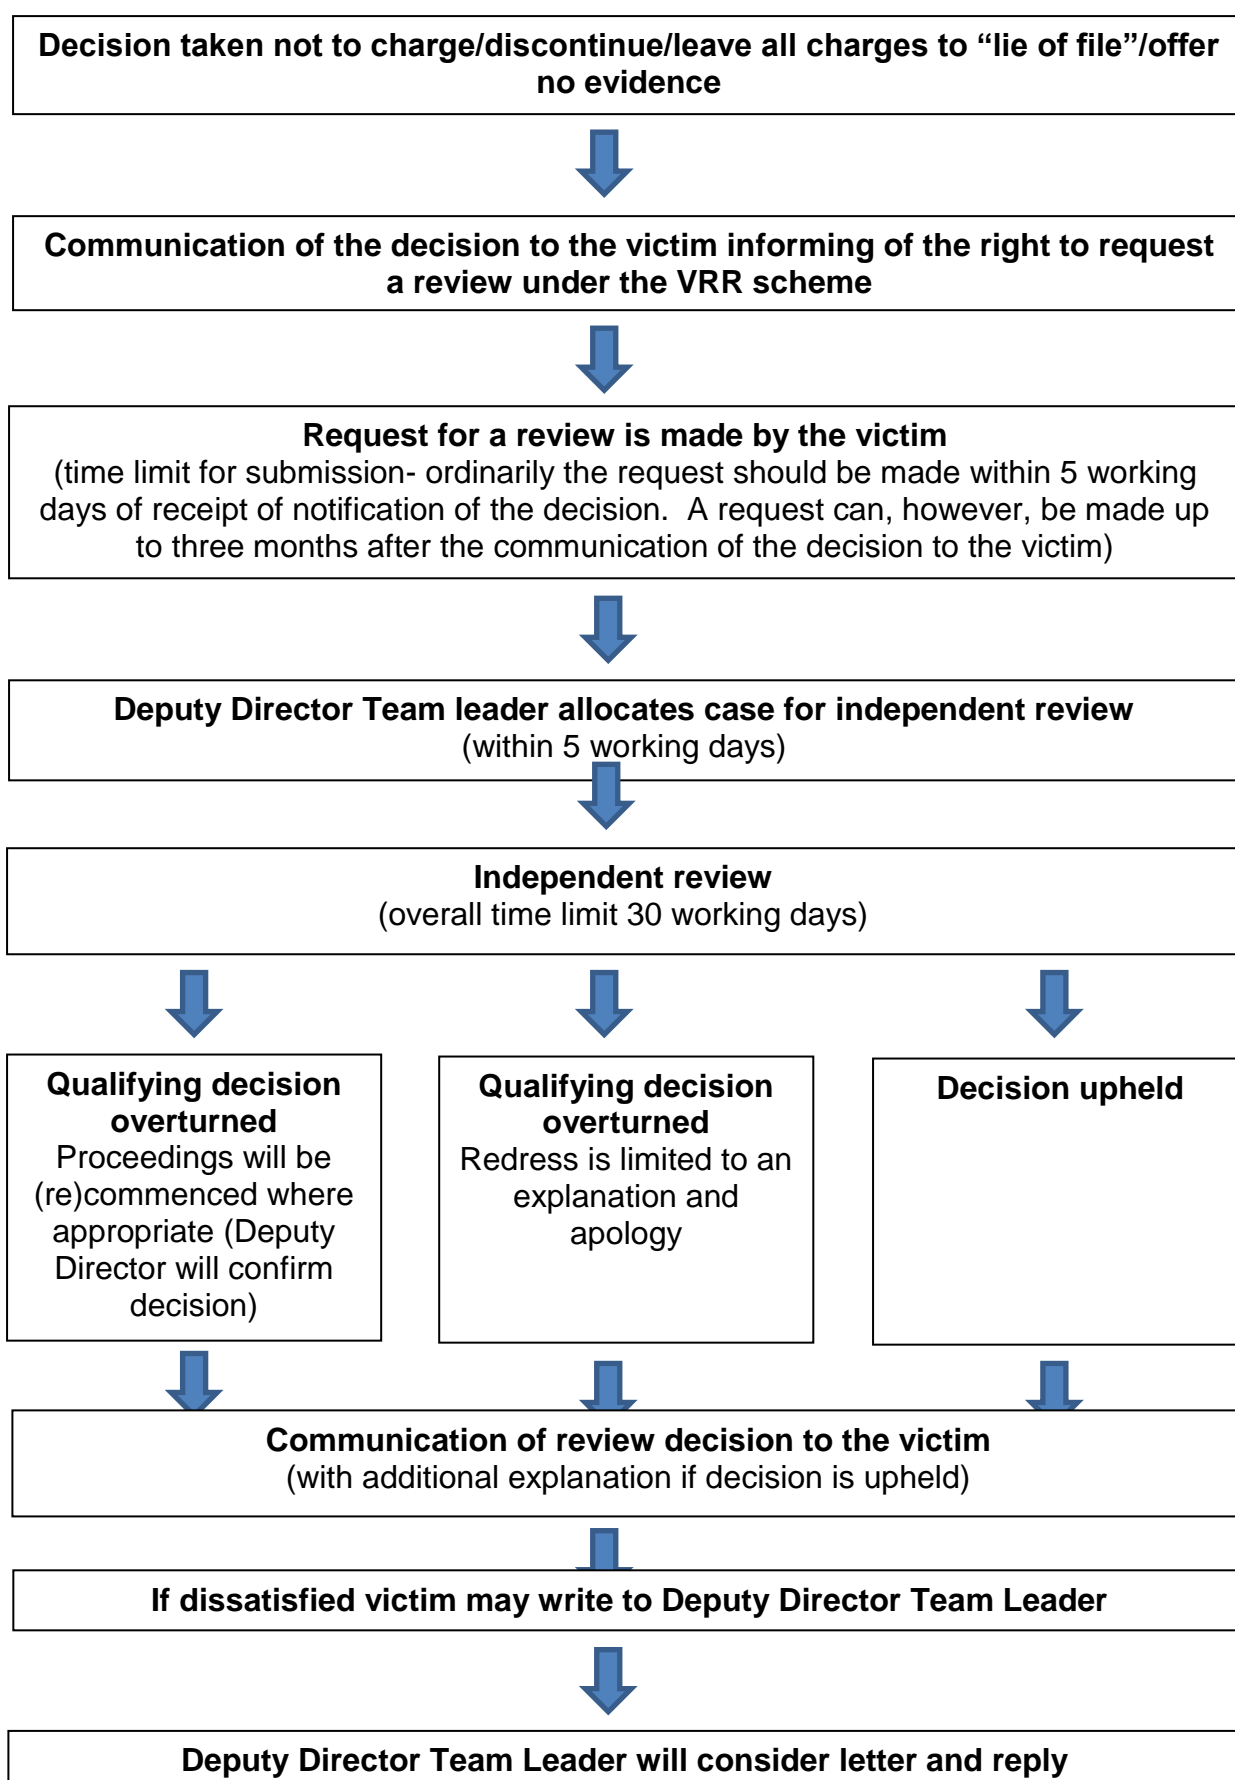 Decision taken not to charge/discontinue/leave all charges to “lie of file”/offer
no evidence
Communication of the decision to the victim informing of the right to request
a review under the VRR scheme
Request for a review is made by the victim
(time limit for submission- ordinarily the request should be made within 5 working
days of receipt of notification of the decision.  A request can, however, be made up
to three months after the communication of the decision to the victim)
Deputy Director Team leader allocates case for independent review
(within 5 working days)
Independent review
(overall time limit 30 working days)
Qualifying decision
overturned
Proceedings will be
(re)commenced where
appropriate (Deputy
Director will confirm
decision)
Qualifying decision
overturned
Redress is limited to an
explanation and
apology
Decision upheld
Communication of review decision to the victim
(with additional explanation if decision is upheld)
If dissatisfied victim may write to Deputy Director Team Leader
Deputy Director Team Leader will consider letter and reply